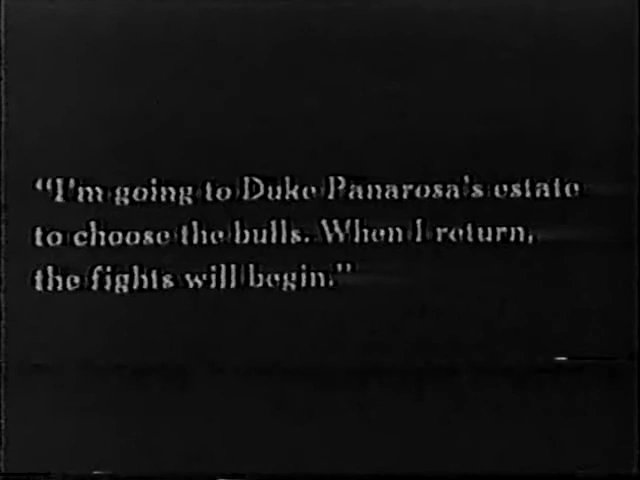 "I'm going to Duke Panarosa's estate
to choose the bulls. When I return,
the fights will begin."